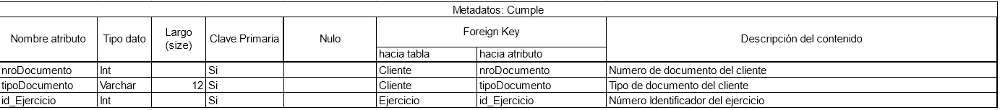 Metadatos: Cumple
Nombre atributo Tipo dato Largo (size) Clave Primaria Nulo Foreign Key Descripción del contenido
hacia tabla hacia atributo
nroDocumento Int Si Cliente nroDocumento Numero de documento del cliente
tipoDocumento Varchar 12 Si Cliente tipoDocumento Tipo de documento del cliente
id_Ejercicio Int Si Ejercicio id_Ejercicio Número Identificador del ejercicio